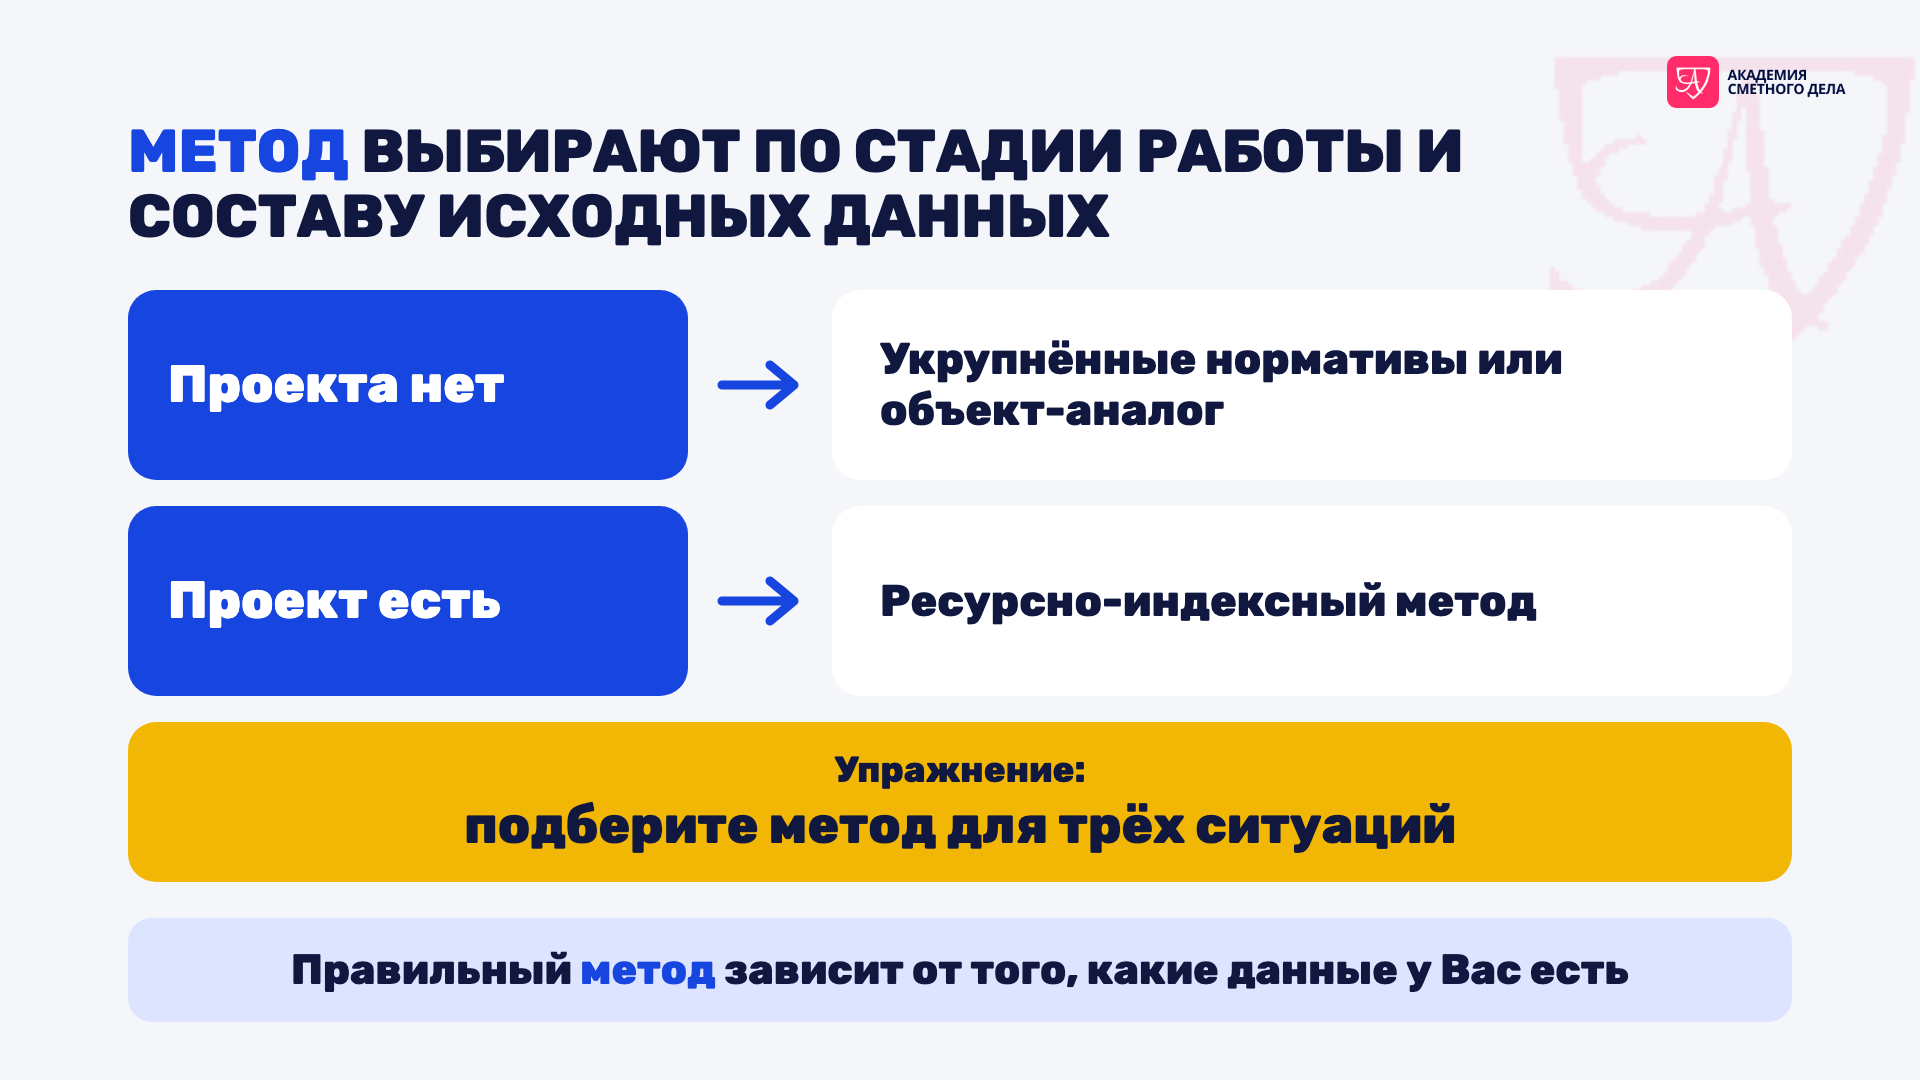 АКАДЕМИЯ
СМЕТНОГО ДЕЛА
МЕТОД ВЫБИРАЮТ ПО СТАДИИ РАБОТЫ И
СОСТАВУ ИСХОДНЫХ ДАННЫХ
Проекта нет
Укрупнённые нормативы или
объект-аналог
Проект есть
Ресурсно-индексный метод
Упражнение:
подберите метод для трёх ситуаций
Правильный метод зависит от того, какие данные у Вас есть